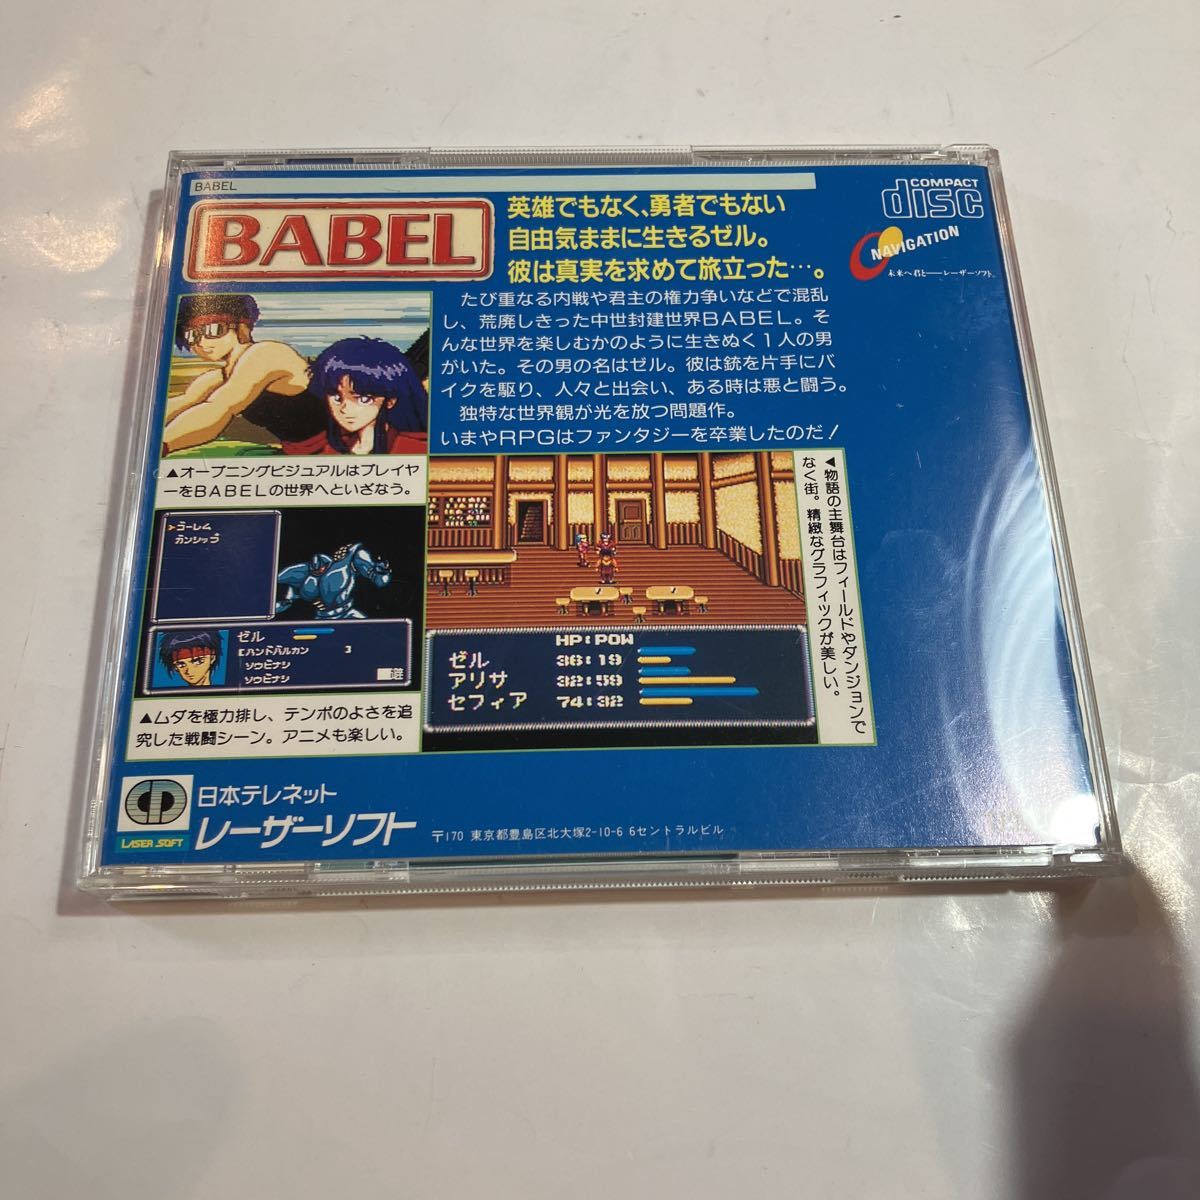 BABEL
BABEL
英雄でもなく、勇者でもない
自由気ままに生きるゼル。
彼は真実を求めて旅立った…。
COMPACT
disc
NAVIGATION
未来へ君と──レーザーソフト。
たび重なる内戦や君主の権力争いなどで混乱
し、荒廃しきった中世封建世界BABEL。そ
んな世界を楽しむかのように生きぬく1人の男
がいた。その男の名はゼル。彼は銃を片手にバ
イクを駆り、人々と出会い、ある時は悪と闘う。
独特な世界観が光を放つ問題作。
いまやRPGはファンタジーを卒業したのだ!
▲オープニングビジュアルはプレイヤ
ーをBABELの世界へといざなう。
ゴーレム
ガンシップ
ゼル
ハンドバルカン 3
ソウビナシ
ソウビナシ
▲ムダを極力排し、テンポのよさを追
究した戦闘シーン。アニメも楽しい。
HP:POW
ゼル 36:19
アリサ 32:59
セフィア 74:32
◀物語の主舞台はフィールドやダンジョンで
なく街。精緻なグラフィックが美しい。
LASER SOFT
日本テレネット
レーザーソフト
〒170 東京都豊島区北大塚2-10-6 6セントラルビル